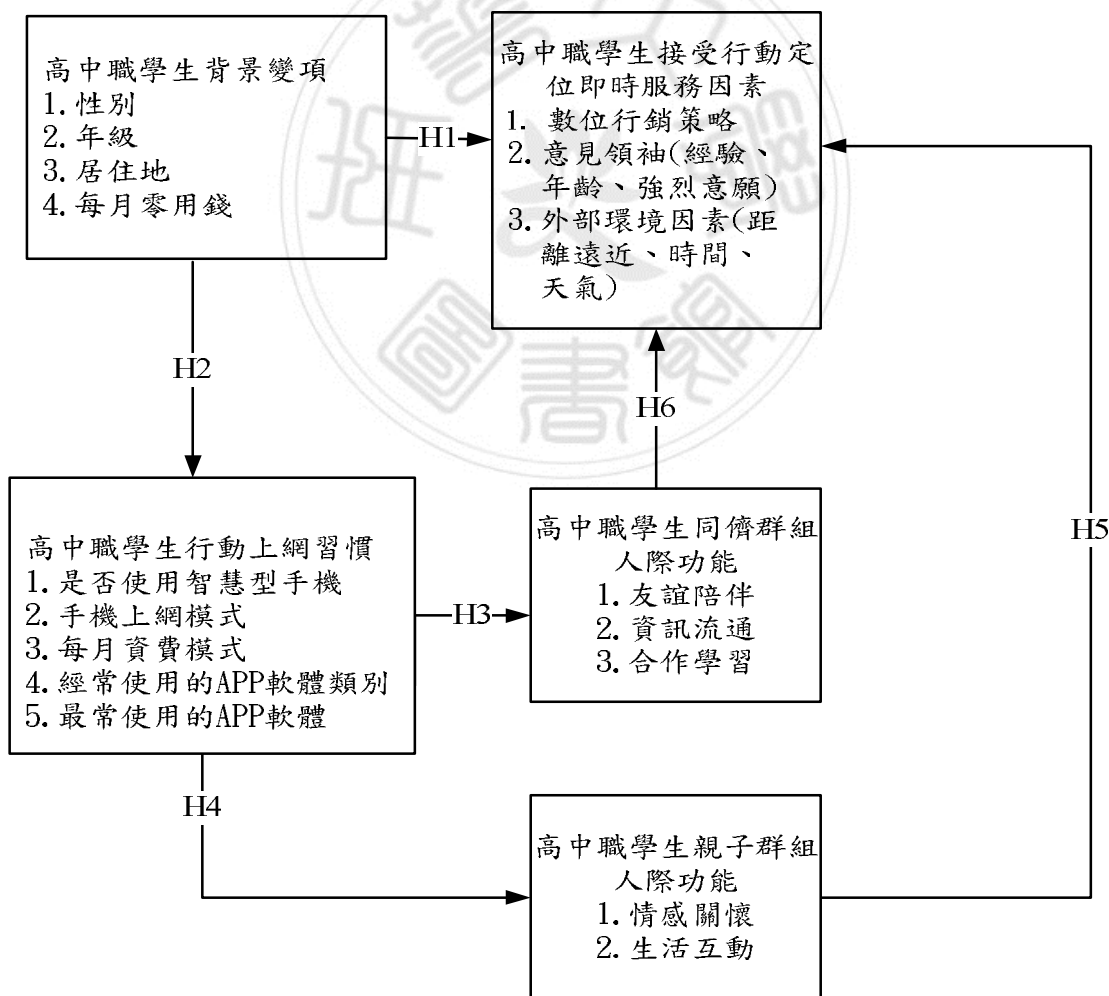 高中職學生背景變項
1.性別
2.年級
3.居住地
4.每月零用錢
H1
高中職學生接受行動定
位即時服務因素
1. 數位行銷策略
2.意見領袖(經驗、
年齡、強烈意願)
3.外部環境因素(距
離遠近、時間、
天氣)
H2
H6
高中職學生行動上網習慣
1.是否使用智慧型手機
2.手機上網模式
3.每月資費模式
4.經常使用的APP軟體類別
5.最常使用的APP軟體
H3
高中職學生同儕群組
人際功能
1.友誼陪伴
2.資訊流通
3.合作學習
H5
H4
高中職學生親子群組
人際功能
1.情感關懷
2.生活互動